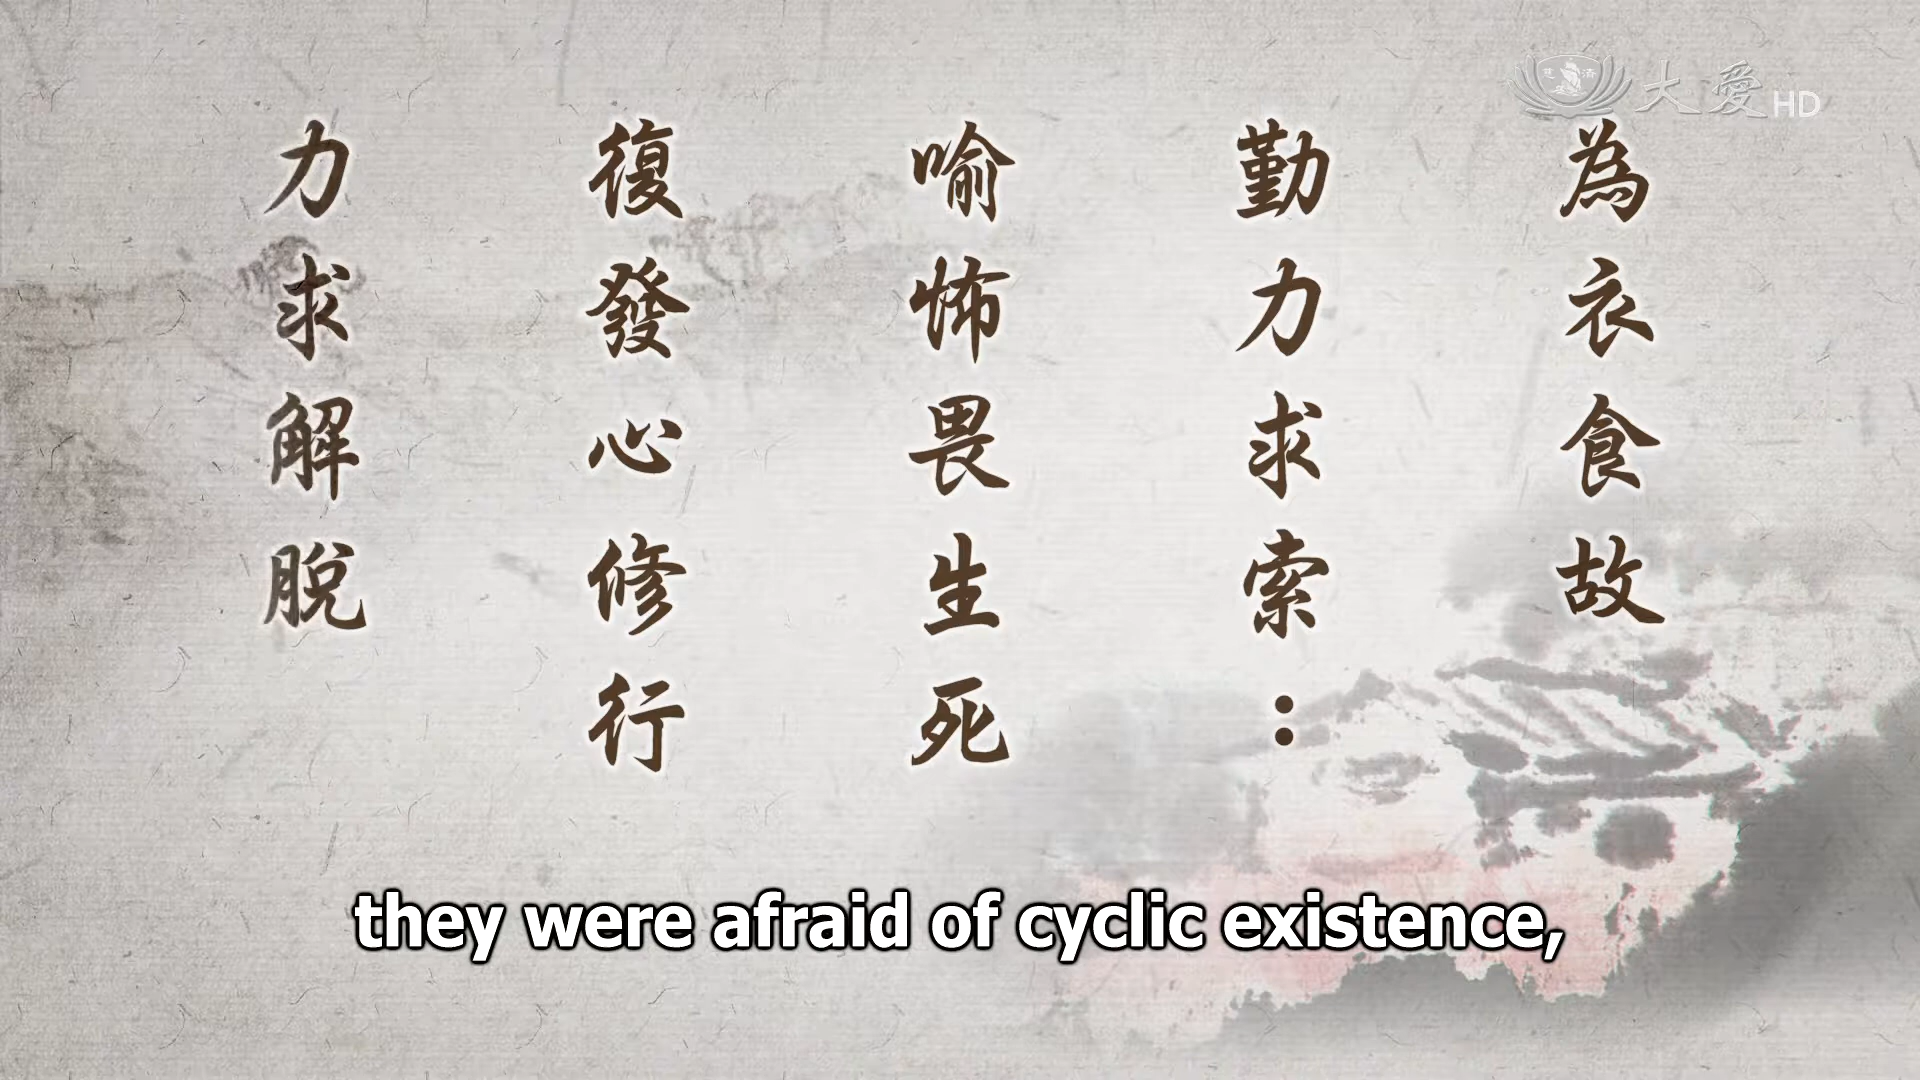 大愛HD
為衣食故
勤力求索：
喻怖畏生死
復發心修行
力求解脫
they were afraid of cyclic existence,